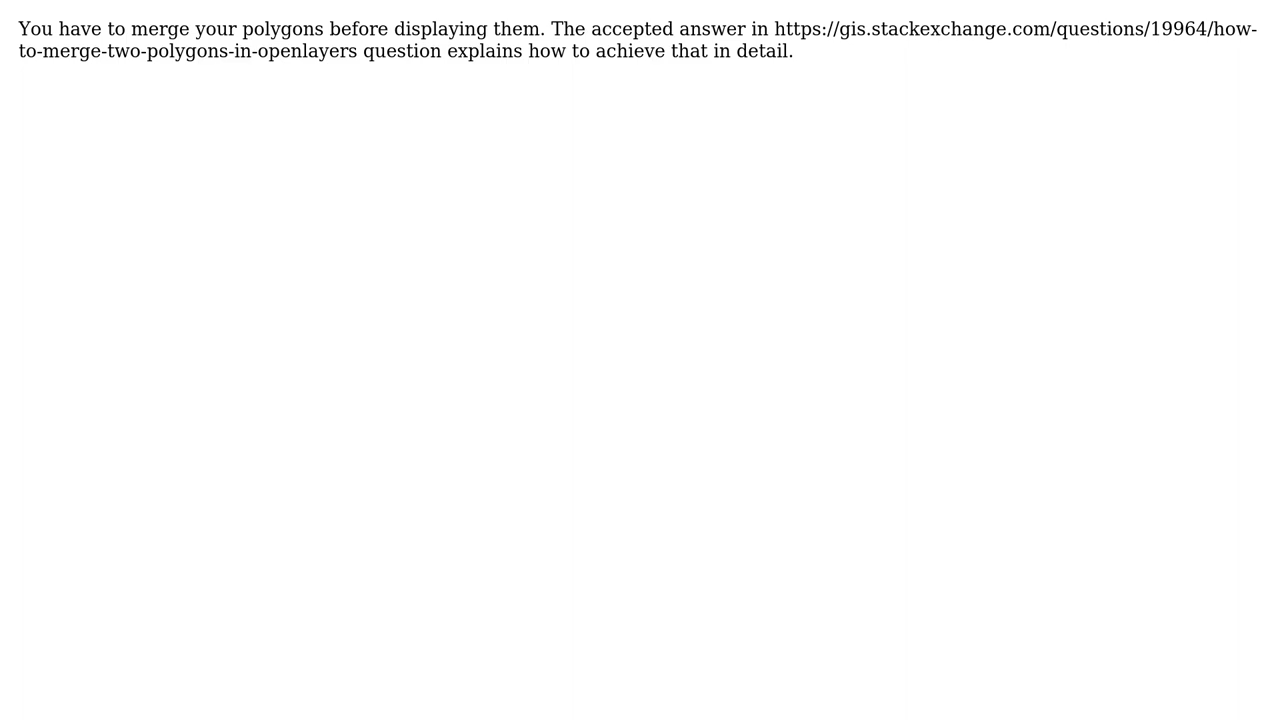 You have to merge your polygons before displaying them. The accepted answer in https://gis.stackexchange.com/questions/19964/how-
to-merge-two-polygons-in-openlayers question explains how to achieve that in detail.